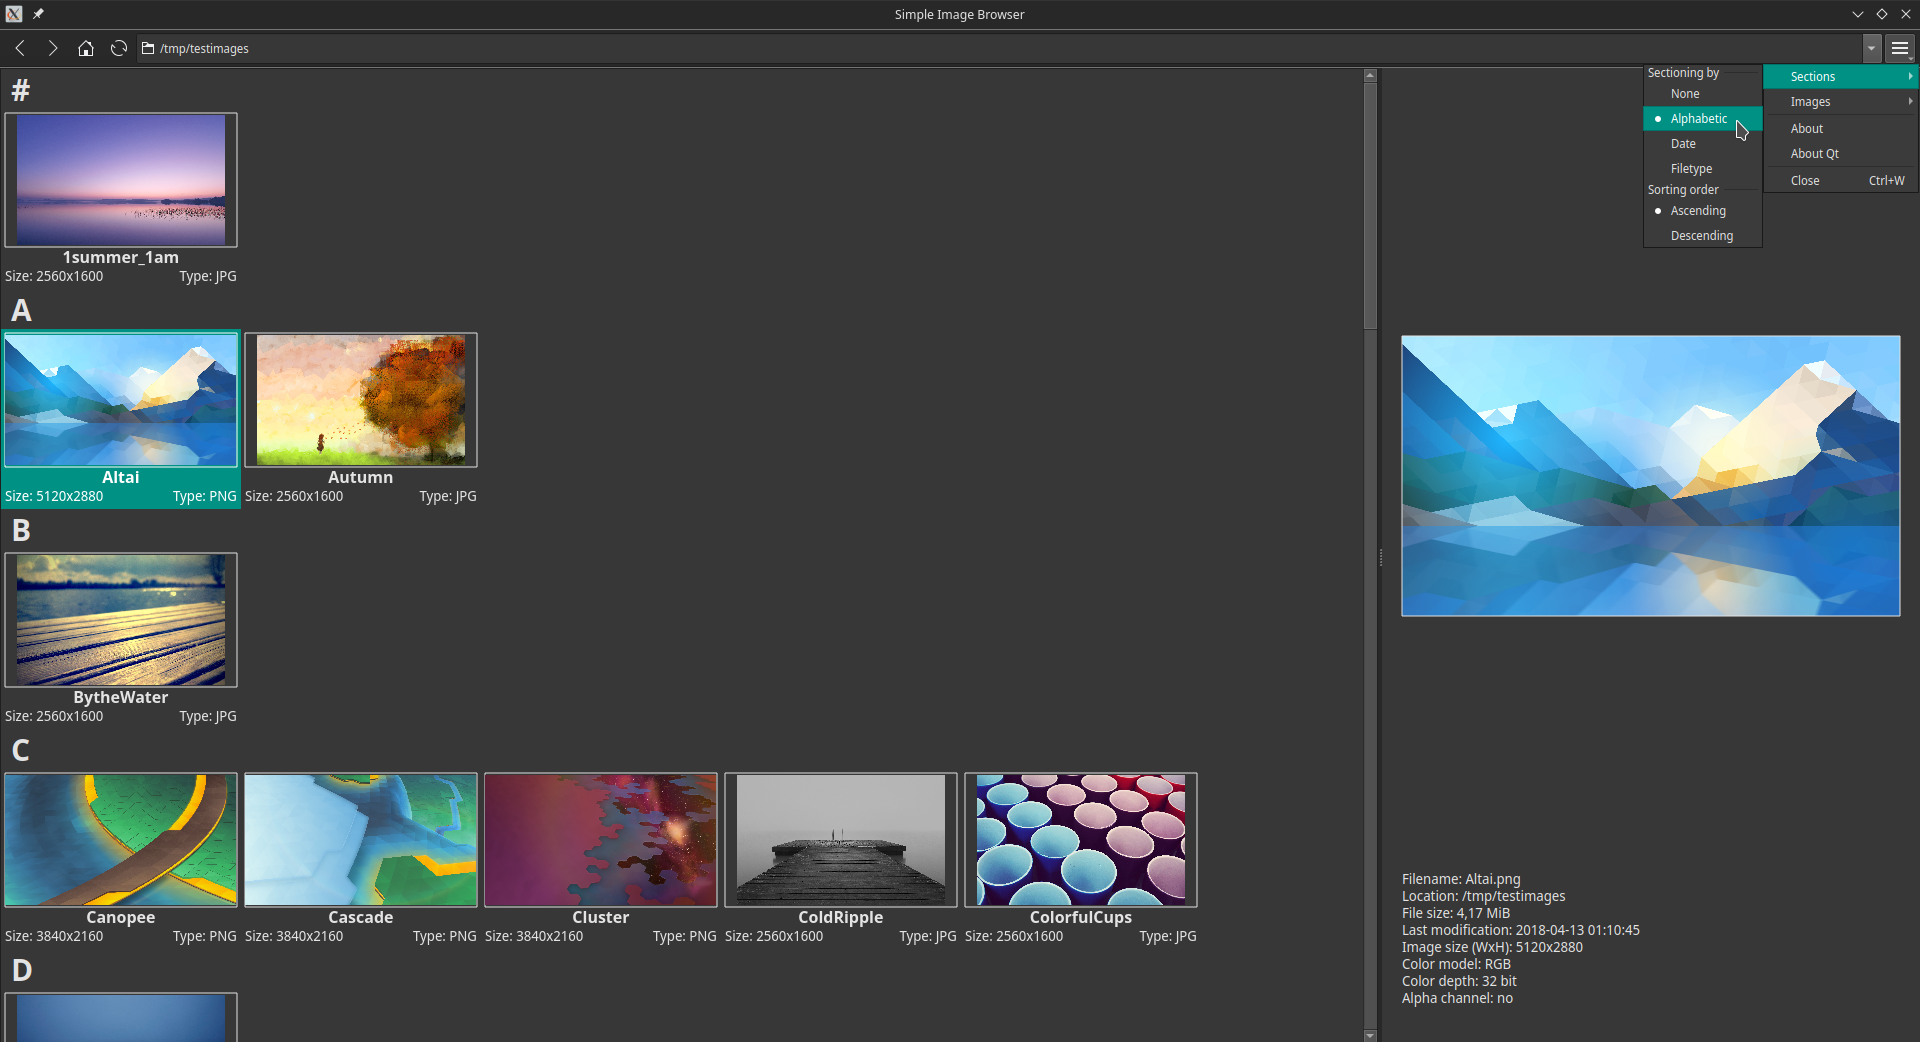 Simple Image Browser
/tmp/testimages
Sections
Images
About
About Qt
Close Ctrl+W
Sectioning by
None
Alphabetic
Date
Filetype
Sorting order
Ascending
Descending
#
1summer_1am
Size: 2560x1600 Type: JPG
A
Altai Autumn
Size: 5120x2880 Type: PNG Size: 2560x1600 Type: JPG
B
BytheWater
Size: 2560x1600 Type: JPG
C
Canopee Cascade Cluster ColdRipple ColorfulCups
Size: 3840x2160 Type: PNG Size: 3840x2160 Type: PNG Size: 3840x2160 Type: PNG Size: 2560x1600 Type: JPG Size: 2560x1600 Type: JPG
D
Filename: Altai.png
Location: /tmp/testimages
File size: 4,17 MiB
Last modification: 2018-04-13 01:10:45
Image size (WxH): 5120x2880
Color model: RGB
Color depth: 32 bit
Alpha channel: no